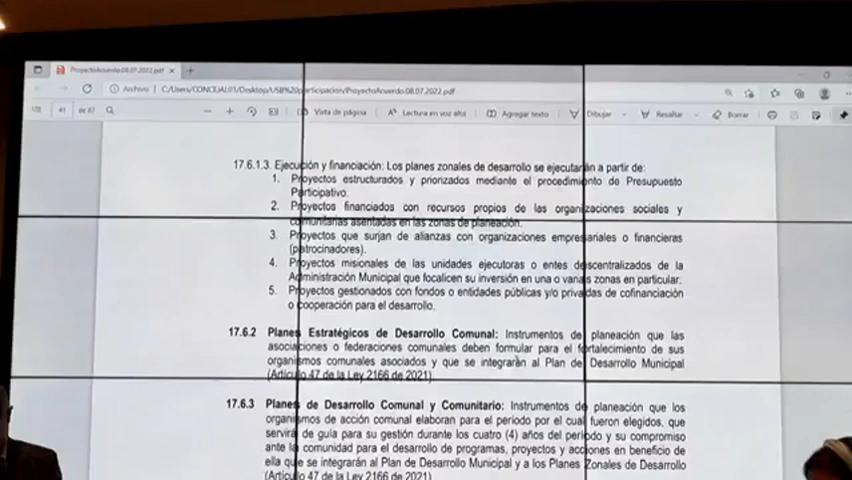 ProyectoAcuerdo.08.07.2022.pdf
Archivo C:/Users/CONCEJAL01/Desktop/USB%20participacion/ProyectoAcuerdo.08.07.2022.pdf
41 de 87 Vista de página Lectura en voz alta Agregar texto Dibujar Resaltar Borrar
17.6.1.3. Ejecución y financiación: Los planes zonales de desarrollo se ejecutarán a partir de:
1. Proyectos estructurados y priorizados mediante el procedimiento de Presupuesto
Participativo.
2. Proyectos financiados con recursos propios de las organizaciones sociales y
comunitarias asentadas en las zonas de planeación.
3. Proyectos que surjan de alianzas con organizaciones empresariales o financieras
(patrocinadores).
4. Proyectos misionales de las unidades ejecutoras o entes descentralizados de la
Administración Municipal que focalicen su inversión en una o varias zonas en particular.
5. Proyectos gestionados con fondos o entidades públicas y/o privadas de cofinanciación
o cooperación para el desarrollo.
17.6.2 Planes Estratégicos de Desarrollo Comunal: Instrumentos de planeación que las
asociaciones o federaciones comunales deben formular para el fortalecimiento de sus
organismos comunales asociados y que se integrarán al Plan de Desarrollo Municipal
(Artículo 47 de la Ley 2166 de 2021)
17.6.3 Planes de Desarrollo Comunal y Comunitario: Instrumentos de planeación que los
organismos de acción comunal elaboran para el periodo por el cual fueron elegidos, que
servirá de guía para su gestión durante los cuatro (4) años del periodo y su compromiso
ante la comunidad para el desarrollo de programas, proyectos y acciones en beneficio de
ella que se integrarán al Plan de Desarrollo Municipal y a los Planes Zonales de Desarrollo
(Artículo 47 de la Ley 2166 de 2021)